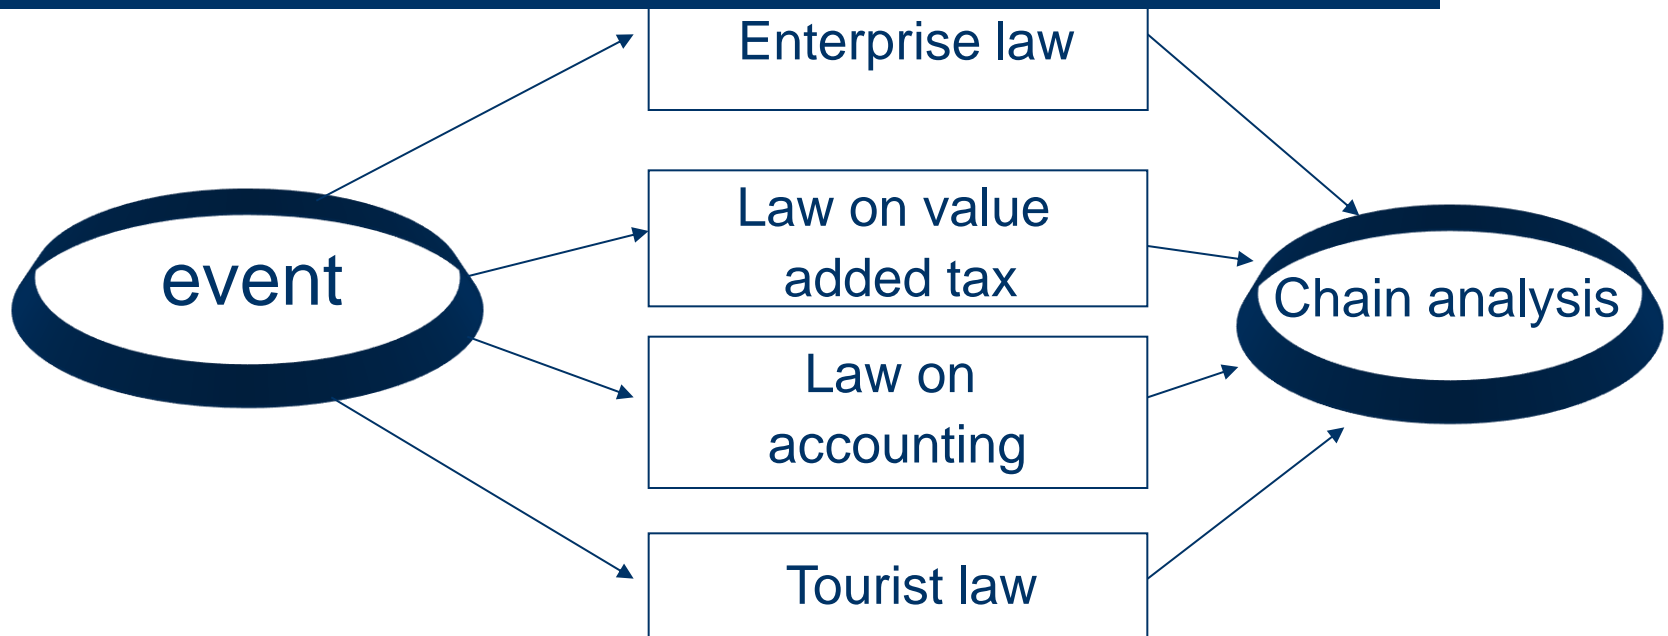 Enterprise law
event
Law on value
added tax
Law on
accounting
Tourist law
Chain analysis